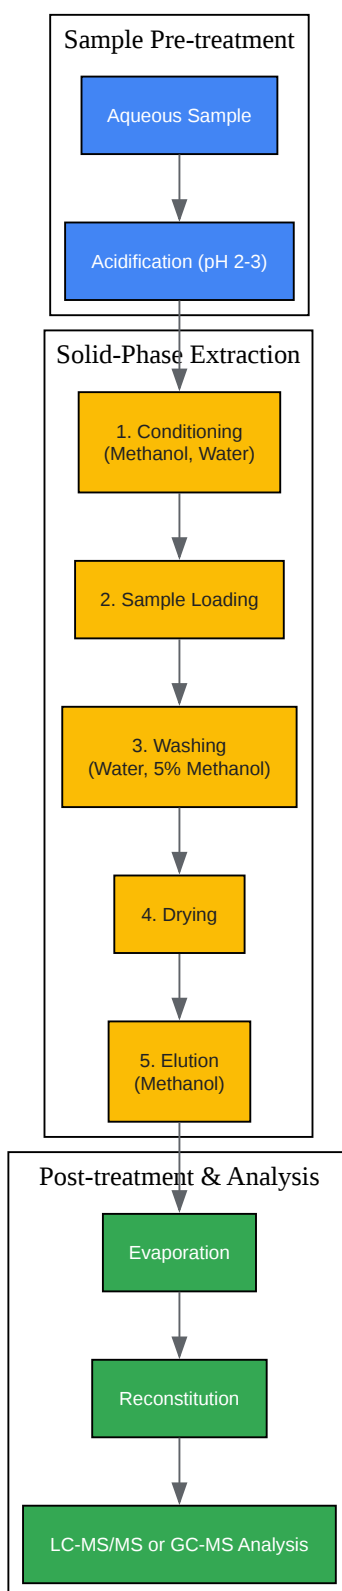 Sample Pre-treatment
Aqueous Sample
Acidification (pH 2-3)
Solid-Phase Extraction
1. Conditioning
(Methanol, Water)
2. Sample Loading
3. Washing
(Water, 5% Methanol)
4. Drying
5. Elution
(Methanol)
Post-treatment & Analysis
Evaporation
Reconstitution
LC-MS/MS or GC-MS Analysis